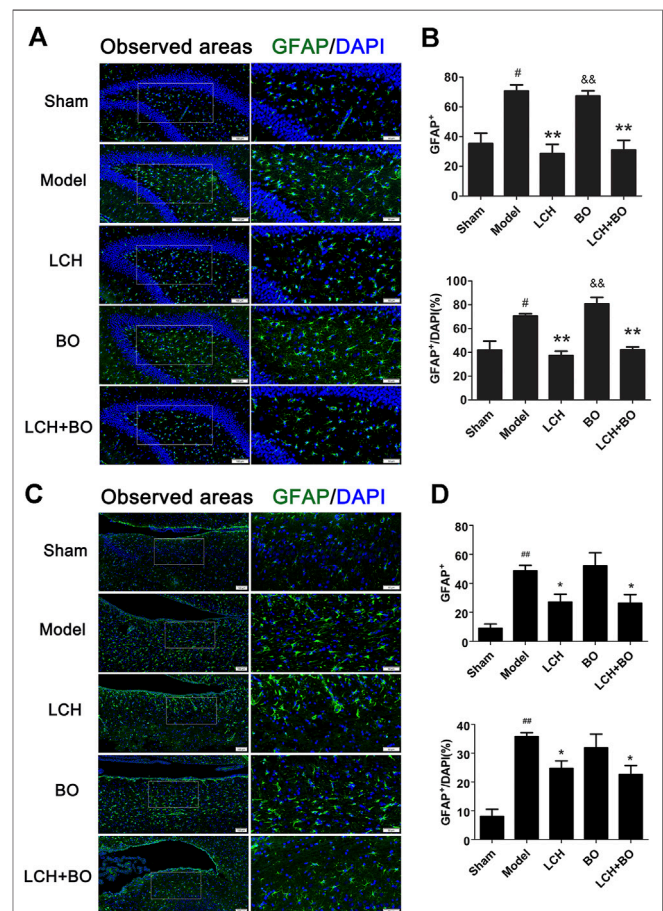 A
Observed areas GFAP/DAPI
Sham
Model
LCH
BO
LCH+BO
B
GFAP+
80
60
40
20
0
#
**
&&
**
Sham
Model
LCH
BO
LCH+BO
GFAP+/DAPI(%)
100
80
60
40
20
0
#
**
&&
**
Sham
Model
LCH
BO
LCH+BO
C
Observed areas GFAP/DAPI
Sham
Model
LCH
BO
LCH+BO
D
GFAP+
60
40
20
0
##
*
*
Sham
Model
LCH
BO
LCH+BO
GFAP+/DAPI(%)
40
30
20
10
0
##
*
*
Sham
Model
LCH
BO
LCH+BO